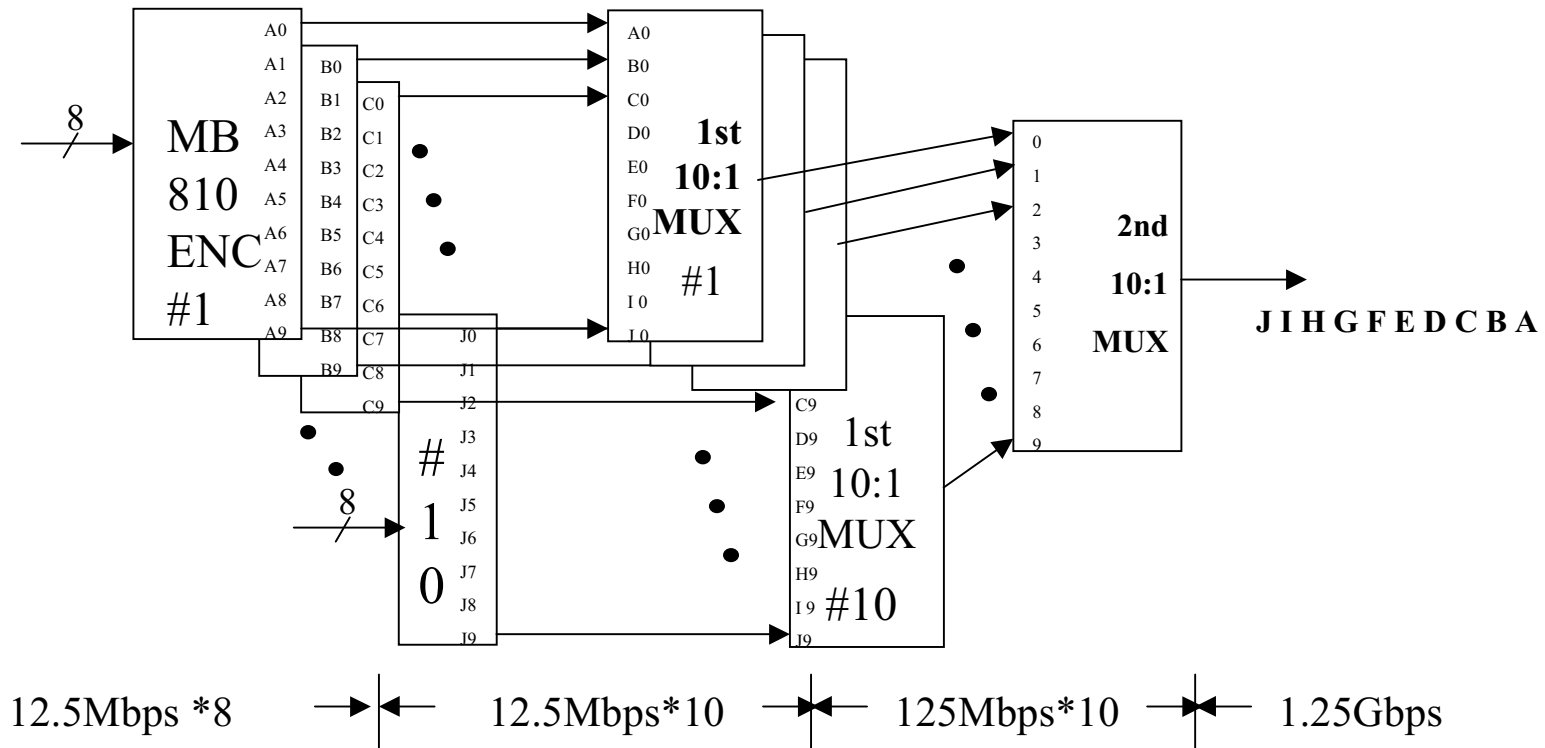 8
MB
810
ENC
#1
A0
A1
A2
A3
A4
A5
A6
A7
A8
A9
B0
B1
B2
B3
B4
B5
B6
B7
B8
B9
C0
C1
C2
C3
C4
C5
C6
C7
C8
C9
8
#
1
0
J0
J1
J2
J3
J4
J5
J6
J7
J8
J9
A0
B0
C0
D0
E0
F0
G0
H0
I 0
J 0
1st
10:1
MUX
#1
C9
D9
E9
F9
G9
H9
I 9
J9
1st
10:1
MUX
#10
0
1
2
3
4
5
6
7
8
9
2nd
10:1
MUX
J I H G F E D C B A
12.5Mbps *8
12.5Mbps*10
125Mbps*10
1.25Gbps